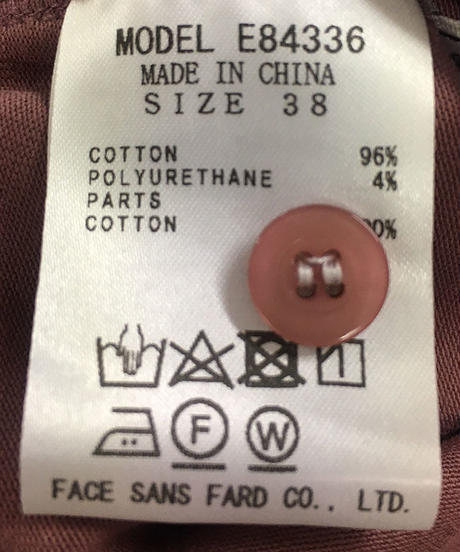 MODEL E84336
MADE IN CHINA
SIZE 38
COTTON 96%
POLYURETHANE 4%
PARTS
COTTON
F W
FACE SANS FARD CO., LTD.